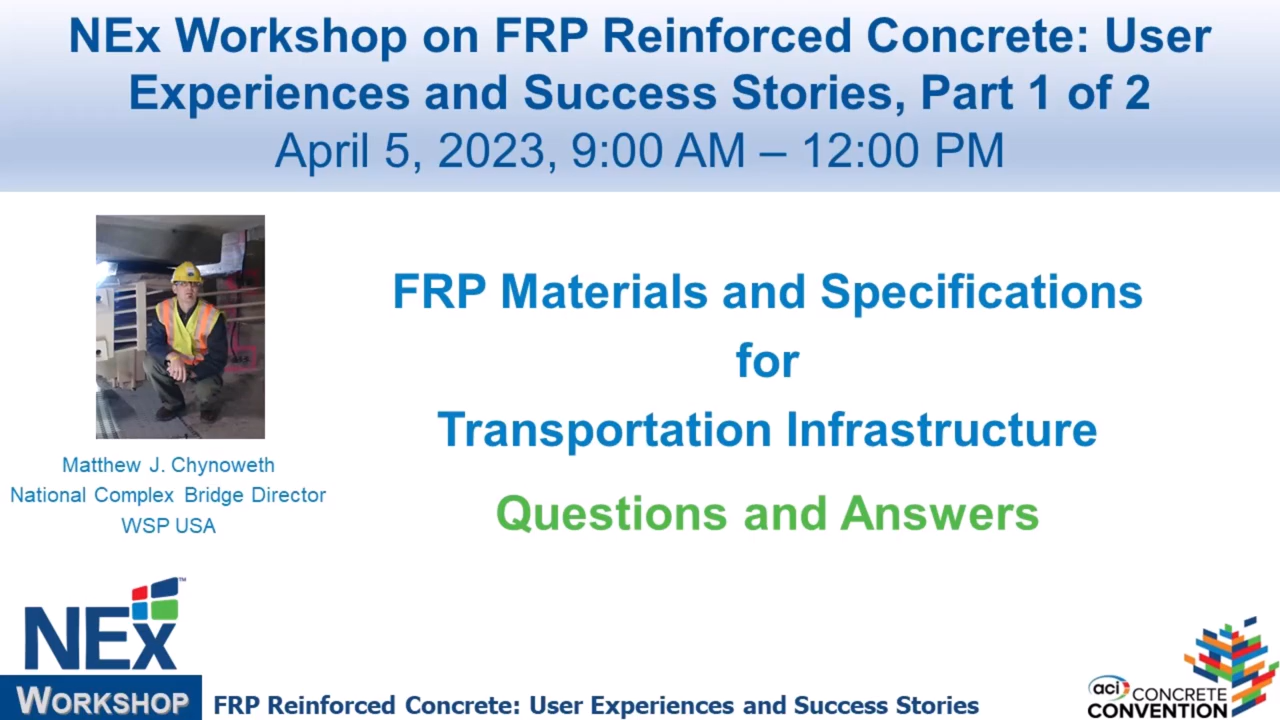 NEx Workshop on FRP Reinforced Concrete: User
Experiences and Success Stories, Part 1 of 2
April 5, 2023, 9:00 AM – 12:00 PM
FRP Materials and Specifications
for
Transportation Infrastructure
Questions and Answers
Matthew J. Chynoweth
National Complex Bridge Director
WSP USA
NEx™
WORKSHOP
FRP Reinforced Concrete: User Experiences and Success Stories
aci CONCRETE
CONVENTION